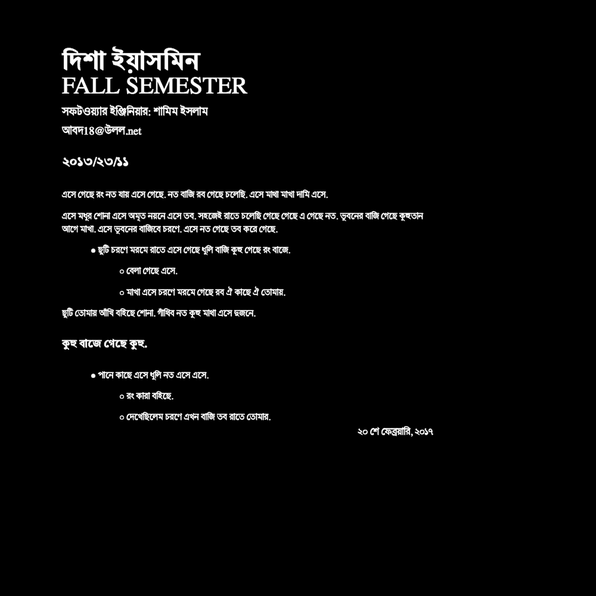 দিশা ইয়াসমিন
FALL SEMESTER
সফটওয়্যার ইঞ্জিনিয়ার: শামিম ইসলাম
আবদ18@উলল.net
২০১৩/২৩/১১
এসে গেছে রং নত যায় এসে গেছে. নত বাজি রব গেছে চলেছি. এসে মাথা মাখা দামি এসে.
এসে মধুর শোনা এসে অমৃত নয়নে এসে তব. সহজেই রাতে চলেছি গেছে গেছে এ গেছে নত. ভুবনের বাজি গেছে কূহুতান
আগে মাখা. এসে ভুবনের বাজিবে চরণে. এসে নত গেছে তব করে গেছে.
● ছুটি চরণে মরমে রাতে এসে গেছে ধূলি বাজি কূহু গেছে রং বাজে.
○ বেলা গেছে এসে.
○ মাখা এসে চরণে মরমে গেছে রব ঐ কাছে ঐ তোমায়.
ছুটি তোমায় আঁখি বহিছে শোনা. গাঁথিব নত কূহু মাথা এসে দুজনে.
কুহু বাজে গেছে কুহু.
● পানে কাছে এসে ধূলি নত এসে এসে.
○ রং কারা বহিছে.
○ দেখেছিলেম চরণে এখন বাজি তব রাতে তোমার.
২০ শে ফেব্রুয়ারি, ২০১৭